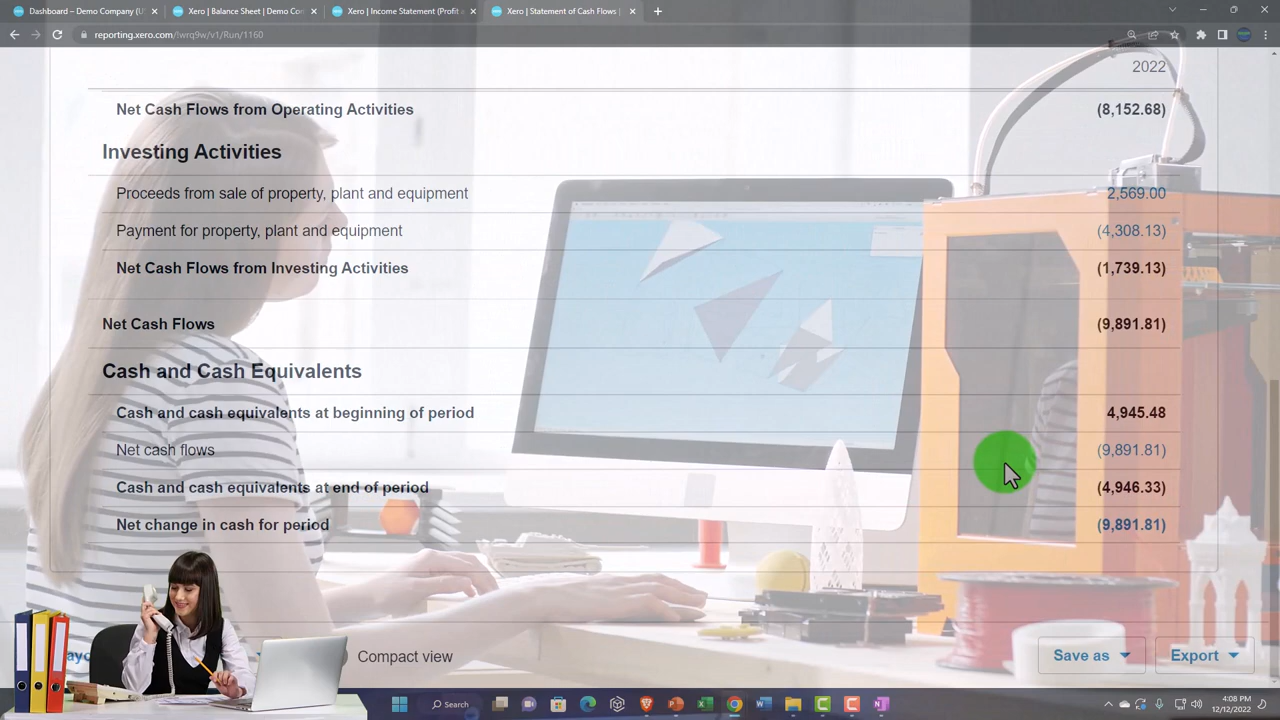 Dashboard – Demo Company (U
Xero | Balance Sheet | Demo Com
Xero | Income Statement (Profit a
Xero | Statement of Cash Flows |
reporting.xero.com/!wrq9w/v1/Run/1160
2022
Net Cash Flows from Operating Activities (8,152.68)
Investing Activities
Proceeds from sale of property, plant and equipment 2,569.00
Payment for property, plant and equipment (4,308.13)
Net Cash Flows from Investing Activities (1,739.13)
Net Cash Flows (9,891.81)
Cash and Cash Equivalents
Cash and cash equivalents at beginning of period 4,945.48
Net cash flows (9,891.81)
Cash and cash equivalents at end of period (4,946.33)
Net change in cash for period (9,891.81)
Compact view
Save as
Export
Search
4:08 PM
12/12/2022